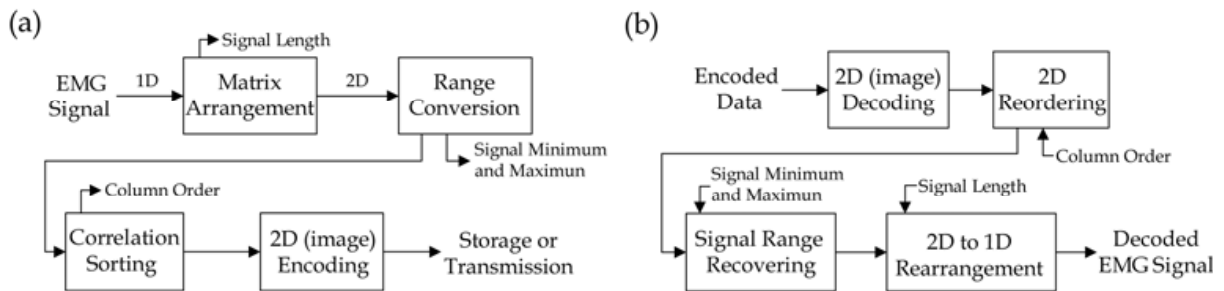 (a)
Signal Length
EMG
Signal
1D
Matrix
Arrangement
2D
Range
Conversion
Signal Minimum
and Maximun
Column Order
Correlation
Sorting
2D (image)
Encoding
Storage or
Transmission
(b)
Encoded
Data
2D (image)
Decoding
2D
Reordering
Column Order
Signal Minimum
and Maximun
Signal Length
Signal Range
Recovering
2D to 1D
Rearrangement
Decoded
EMG Signal